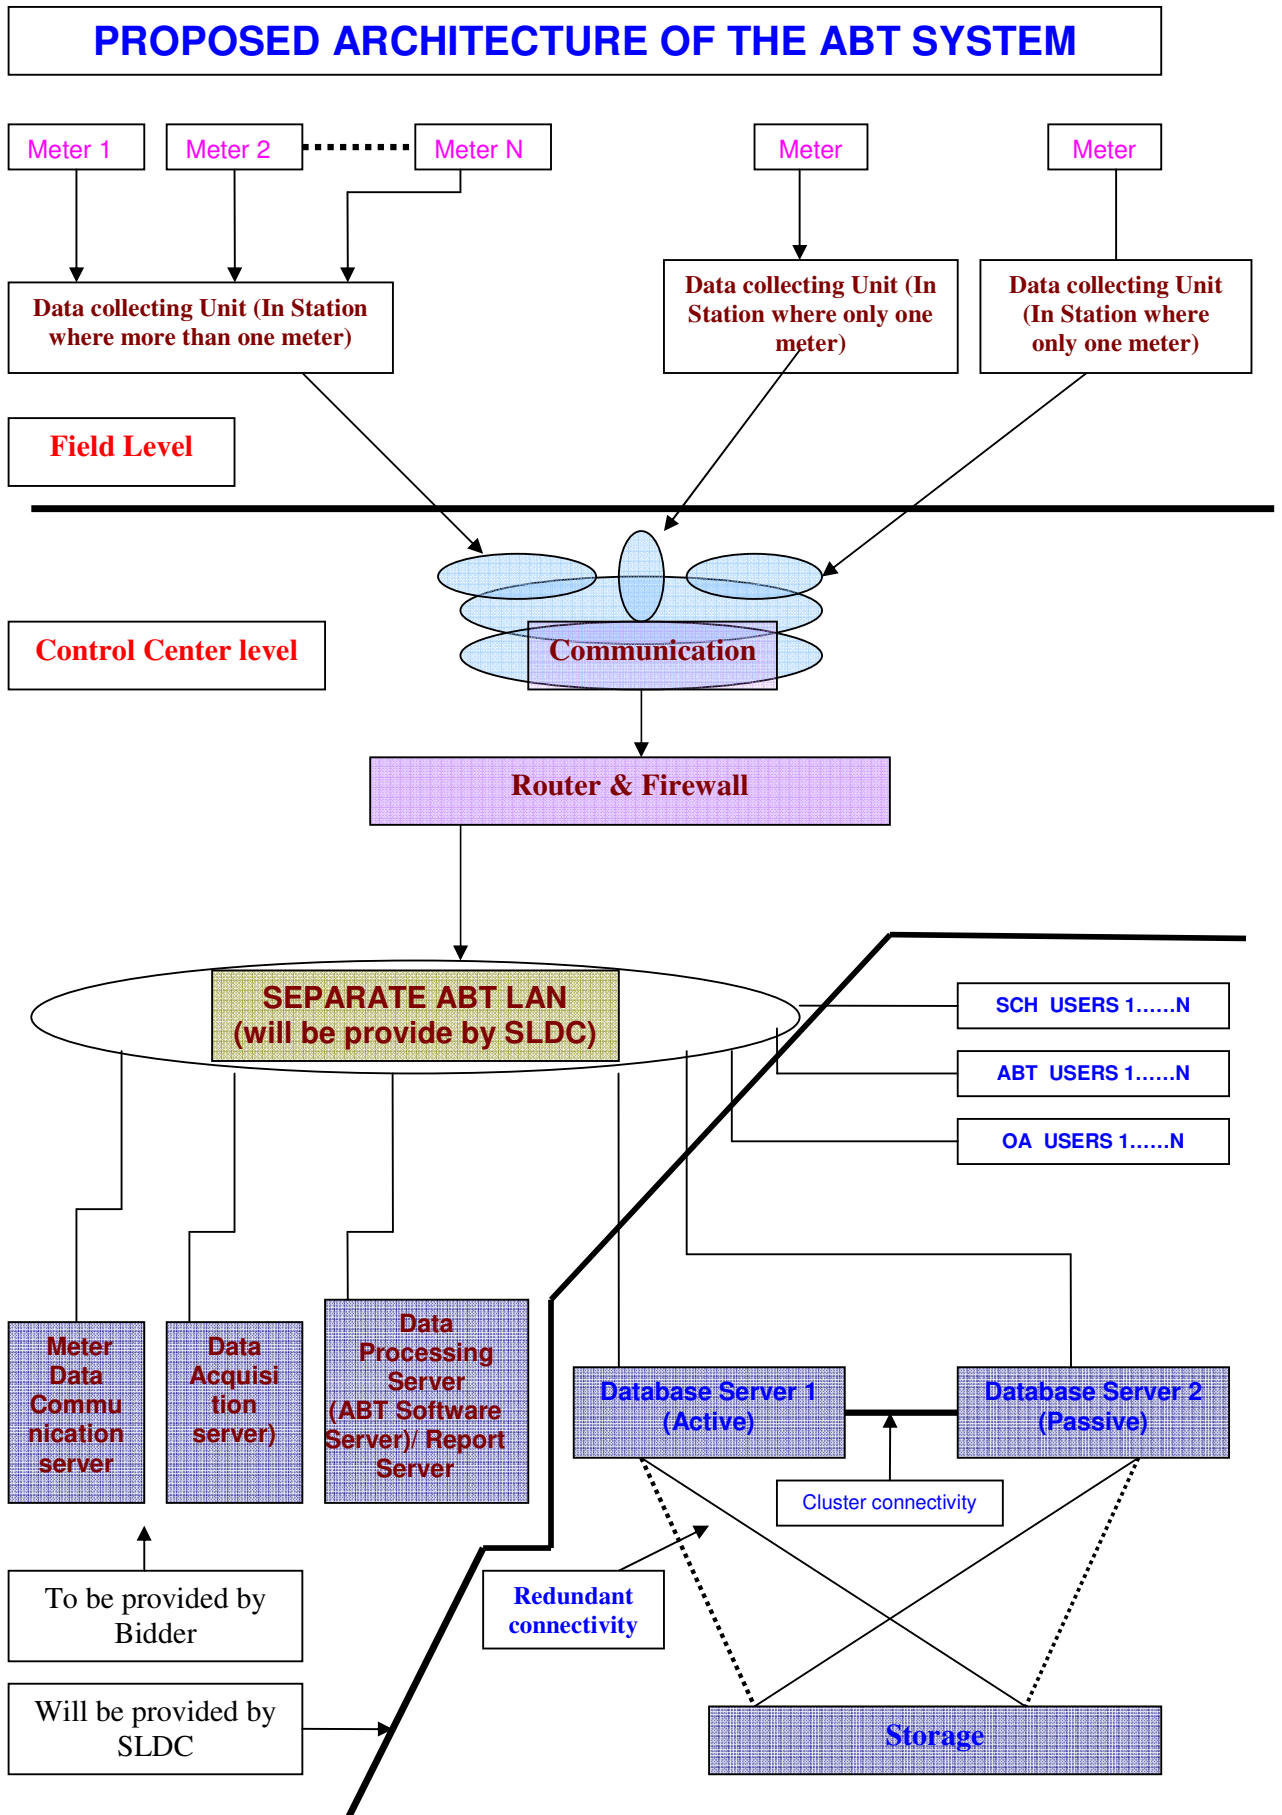 PROPOSED ARCHITECTURE OF THE ABT SYSTEM
Meter 1
Meter 2
Meter N
Meter
Meter
Data collecting Unit (In Station
where more than one meter)
Data collecting Unit (In
Station where only one
meter)
Data collecting Unit
(In Station where
only one meter)
Field Level
Control Center level
Communication
Router & Firewall
SEPARATE ABT LAN
(will be provide by SLDC)
SCH USERS 1……N
ABT USERS 1……N
OA USERS 1……N
Meter
Data
Commu
nication
server
Data
Acquisi
tion
server)
Data
Processing
Server
(ABT Software
Server)/ Report
Server
Database Server 1
(Active)
Database Server 2
(Passive)
Cluster connectivity
Redundant
connectivity
To be provided by
Bidder
Will be provided by
SLDC
Storage